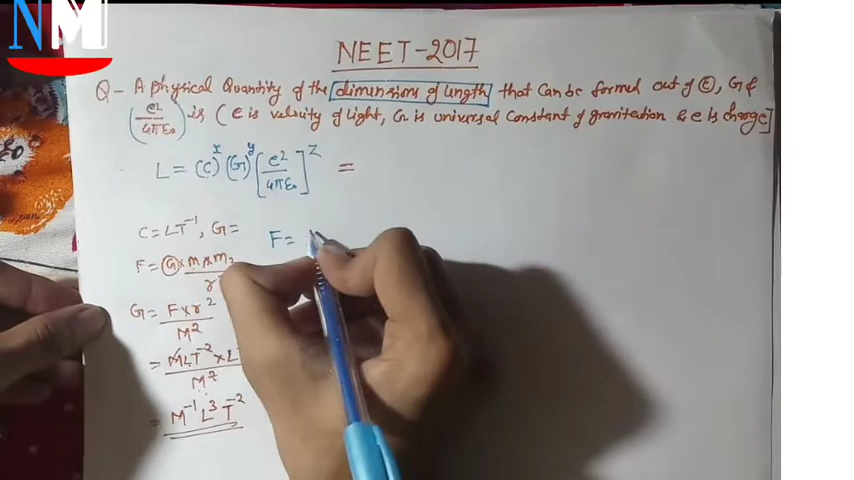 NM
NEET-2017
Q- A physical Quantity of the dimensions of length that can be formed out of c, G &
(e²/4πε₀) is (c is velocity of light, G is universal constant of gravitation & e is charge]
L = (C)^x (G)^y [e²/4πε₀]^z =
C = LT⁻¹, G =
F =
F = G × m₁ × m₂
G = F × r² / M²
= MLT⁻² × L / M²
= M⁻¹ L³ T⁻²